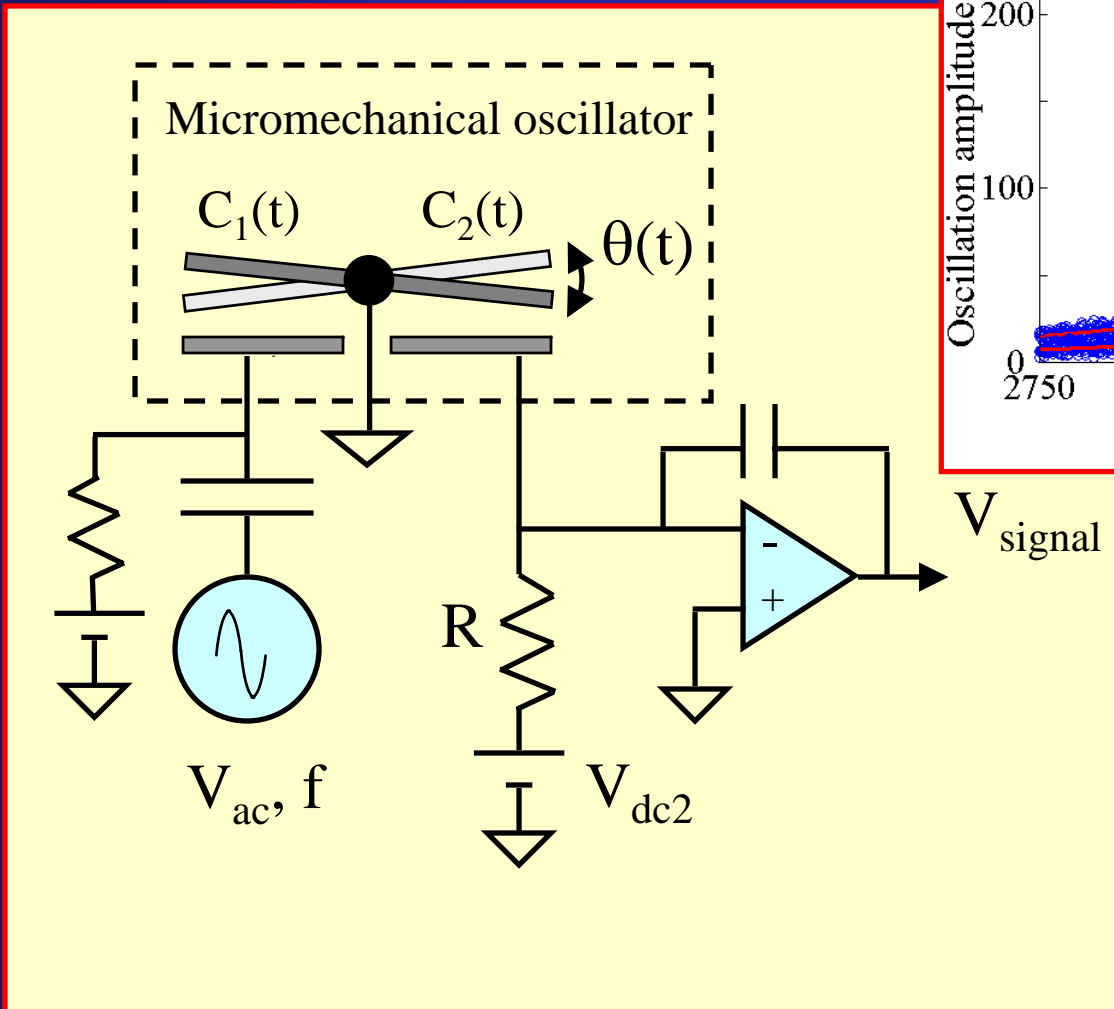 Micromechanical oscillator
C1(t)
C2(t)
θ(t)
R
-
+
Vsignal
Vac, f
Vdc2
Oscillation amplitude
200
100
0
2750